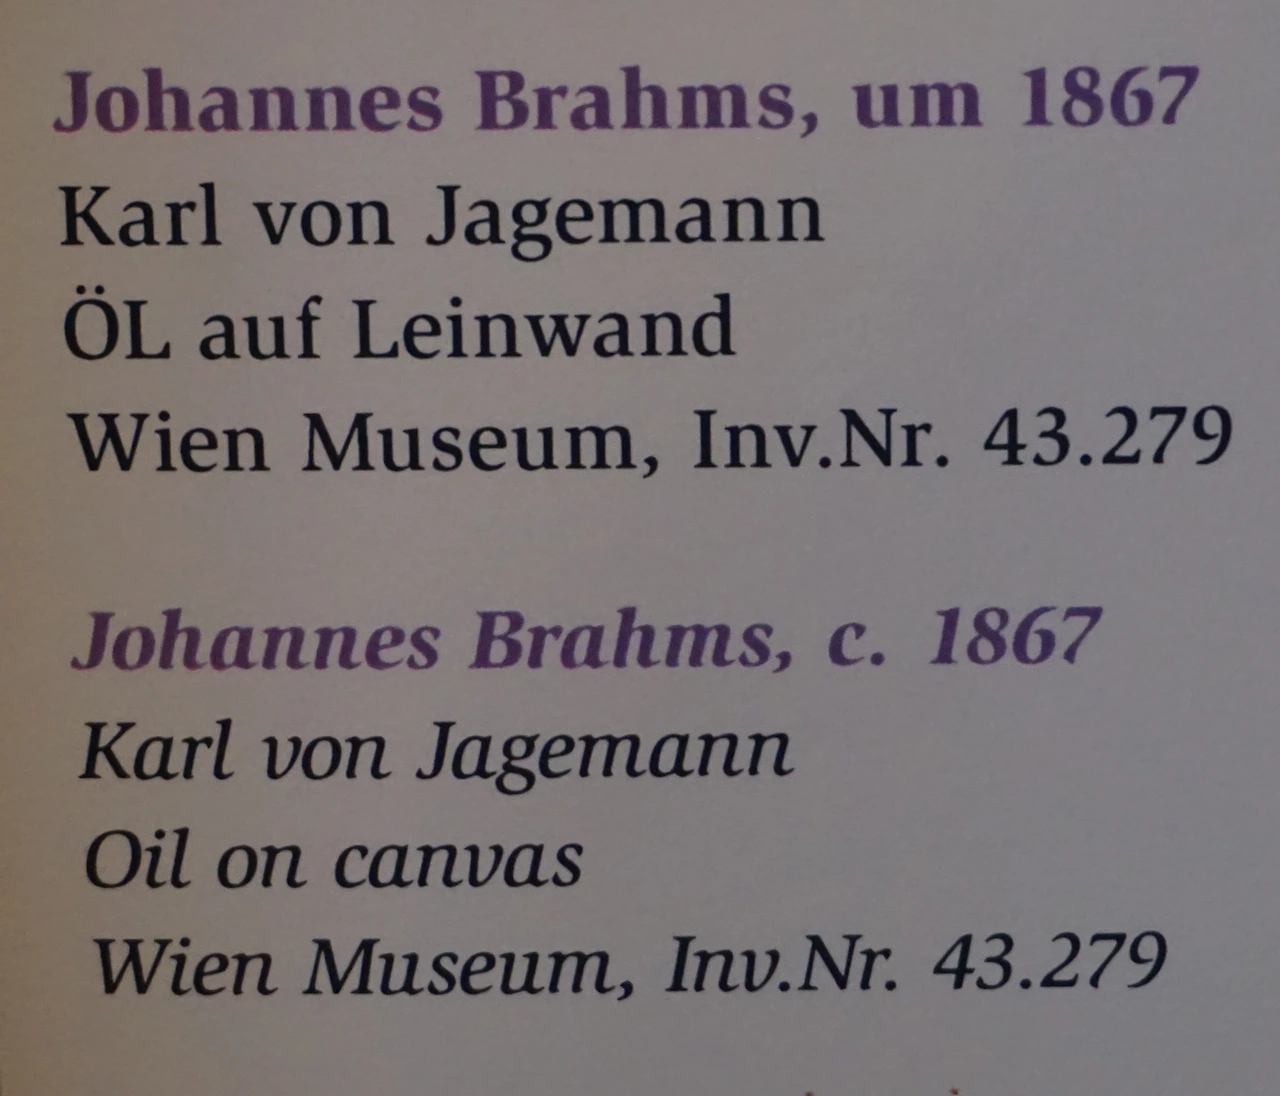 Johannes Brahms, um 1867
Karl von Jagemann
ÖL auf Leinwand
Wien Museum, Inv.Nr. 43.279
Johannes Brahms, c. 1867
Karl von Jagemann
Oil on canvas
Wien Museum, Inv.Nr. 43.279